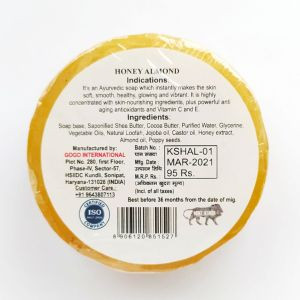 HONEY ALMOND
Indications.
It's an Ayurvedic soap which instantly makes the skin
soft, smooth, healthy, glowing and vibrant. It is highly
concentrated with skin-nourishing ingredients, plus powerful
anti aging antioxidants and Vitamin C and E.
Ingredients.
Soap base, Saponified Shea Butter, Cocoa Butter, Purified Water, Glycerine,
Vegetable Oils, Natural Loofah, Jojoba oil, Castor oil, Honey extract,
Almond oil, Poppy seeds.
Manufactured by:
GOOD INTERNATIONAL
Plot No. 280, first Floor,
Phase-IV, Sector-57,
HSIIDC Kundli, Sonipat,
Haryana-131028 (INDIA)
Customer Care:
+91 9643807113
Batch No :
KSHAL-01
Mfg. Date
MAR-2021
M.R.P. Rs.
95 Rs.
(Inc. of all taxes)
Best before 36 months from the date of mfg.
ISO
8906120851527